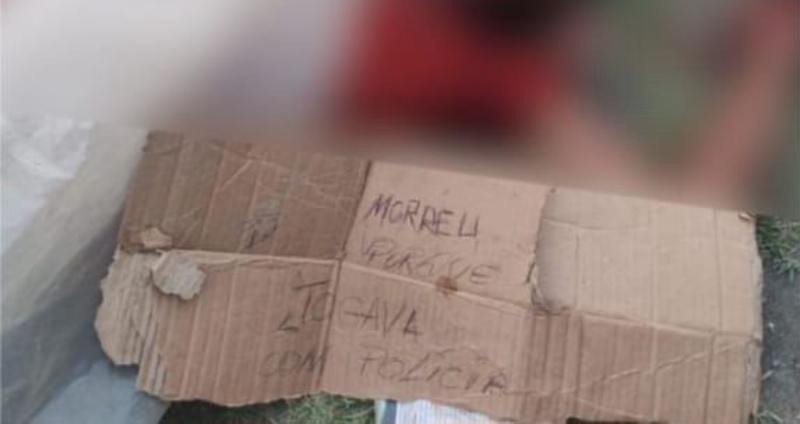 MORREU
PORQUE
JOGAVA
COM POLICIA